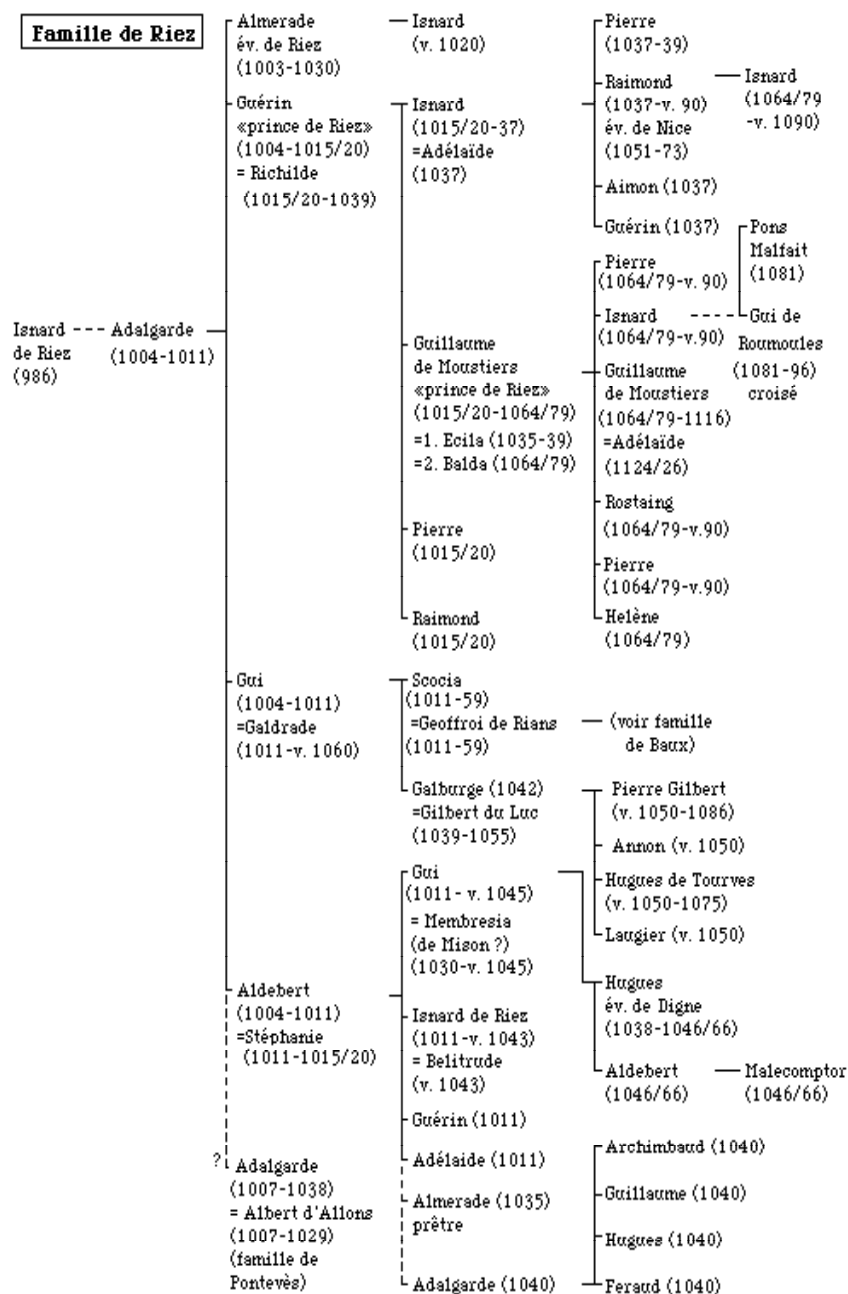 Famille de Riez
Isnard
de Riez
(986)
Adalgarde
(1004-1011)
Almerade
év. de Riez
(1003-1030)
Isnard
(v. 1020)
Guérin
«prince de Riez»
(1004-1015/20)
= Richilde
(1015/20-1039)
Isnard
(1015/20-37)
=Adélaïde
(1037)
Pierre
(1037-39)
Raimond
(1037-v. 90)
év. de Nice
(1051-73)
Isnard
(1064/79
-v. 1090)
Aimon (1037)
Guérin (1037)
Guillaume
de Moustiers
«prince de Riez»
(1015/20-1064/79)
=1. Ecila (1035-39)
=2. Balda (1064/79)
Pierre
(1064/79-v. 90)
Isnard
(1064/79-v.90)
Pons
Malfait
(1081)
Gui de
Roumoules
(1081-96)
croisé
Guillaume
de Moustiers
(1064/79-1116)
=Adélaïde
(1124/26)
Rostaing
(1064/79-v.90)
Pierre
(1064/79-v.90)
Helène
(1064/79)
Pierre
(1015/20)
Raimond
(1015/20)
Gui
(1004-1011)
=Galdrade
(1011-v. 1060)
Scocia
(1011-59)
=Geoffroi de Rians
(1011-59)
(voir famille
de Baux)
Galburge (1042)
=Gilbert du Luc
(1039-1055)
Pierre Gilbert
(v. 1050-1086)
Annon (v. 1050)
Hugues de Tourves
(v. 1050-1075)
Laugier (v. 1050)
Aldebert
(1004-1011)
=Stéphanie
(1011-1015/20)
Gui
(1011- v. 1045)
= Membresia
(de Mison ?)
(1030-v. 1045)
Hugues
év. de Digne
(1038-1046/66)
Aldebert
(1046/66)
Malecomptor
(1046/66)
Isnard de Riez
(1011-v. 1043)
= Belitrude
(v. 1043)
Guérin (1011)
Adélaide (1011)
Almerade (1035)
prêtre
Adalgarde (1040)
Archimbaud (1040)
Guillaume (1040)
Hugues (1040)
Feraud (1040)
?
Adalgarde
(1007-1038)
= Albert d'Allons
(1007-1029)
(famille de
Pontevès)